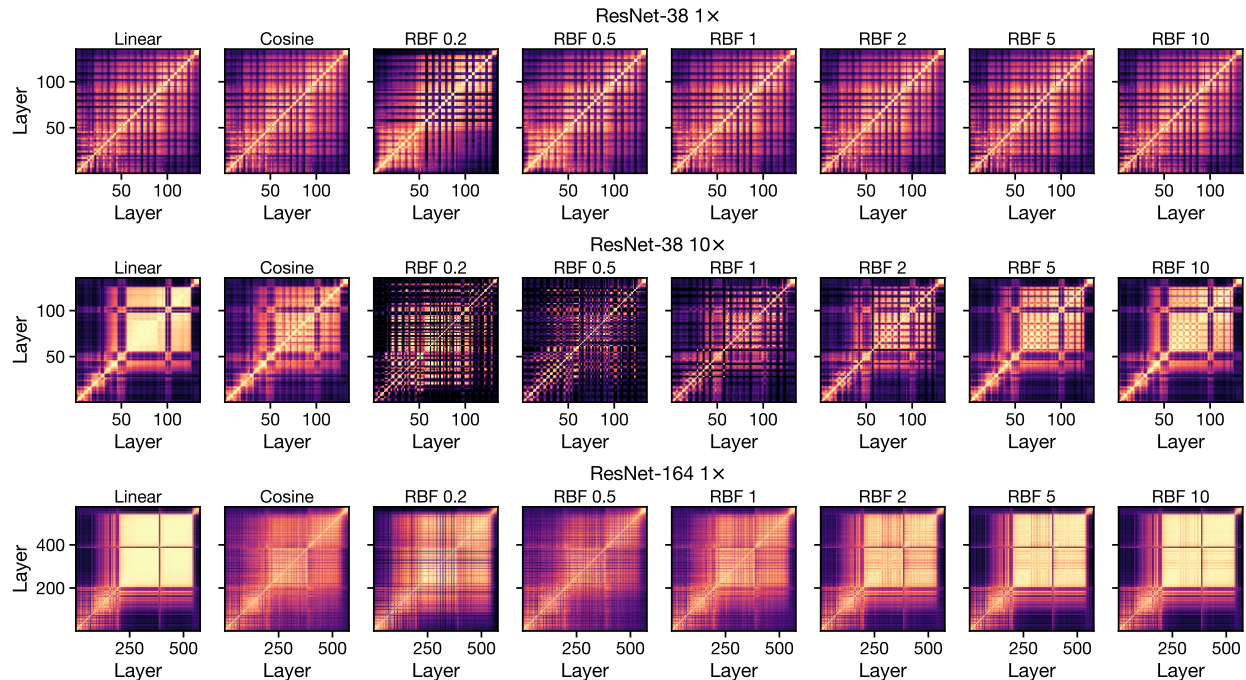 ResNet-38 1×
Linear Cosine RBF 0.2 RBF 0.5 RBF 1 RBF 2 RBF 5 RBF 10
Layer
100
50
50 100 50 100 50 100 50 100 50 100 50 100 50 100 50 100
Layer Layer Layer Layer Layer Layer Layer Layer
ResNet-38 10×
Linear Cosine RBF 0.2 RBF 0.5 RBF 1 RBF 2 RBF 5 RBF 10
Layer
100
50
50 100 50 100 50 100 50 100 50 100 50 100 50 100 50 100
Layer Layer Layer Layer Layer Layer Layer Layer
ResNet-164 1×
Linear Cosine RBF 0.2 RBF 0.5 RBF 1 RBF 2 RBF 5 RBF 10
Layer
400
200
250 500 250 500 250 500 250 500 250 500 250 500 250 500 250 500
Layer Layer Layer Layer Layer Layer Layer Layer